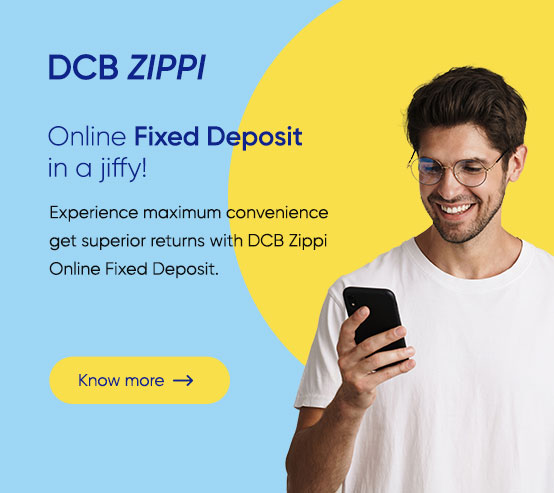 DCB ZIPPI
Online Fixed Deposit
in a jiffy!
Experience maximum convenience
get superior returns with DCB Zippi
Online Fixed Deposit.
Know more →